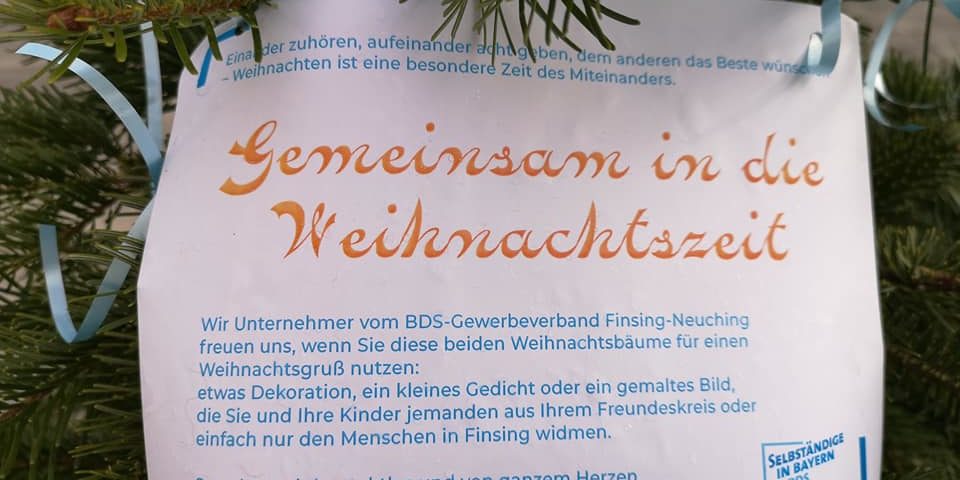 Einander zuhören, aufeinander acht geben, dem anderen das Beste wünschen
- Weihnachten ist eine besondere Zeit des Miteinanders.
Gemeinsam in die
Weihnachtszeit
Wir Unternehmer vom BDS-Gewerbeverband Finsing-Neuching
freuen uns, wenn Sie diese beiden Weihnachtsbäume für einen
Weihnachtsgruß nutzen:
etwas Dekoration, ein kleines Gedicht oder ein gemaltes Bild,
die Sie und Ihre Kinder jemanden aus Ihrem Freundeskreis oder
einfach nur den Menschen in Finsing widmen.
und von ganzem Herzen
SELBSTÄNDIGE
IN BAYERN
BDS